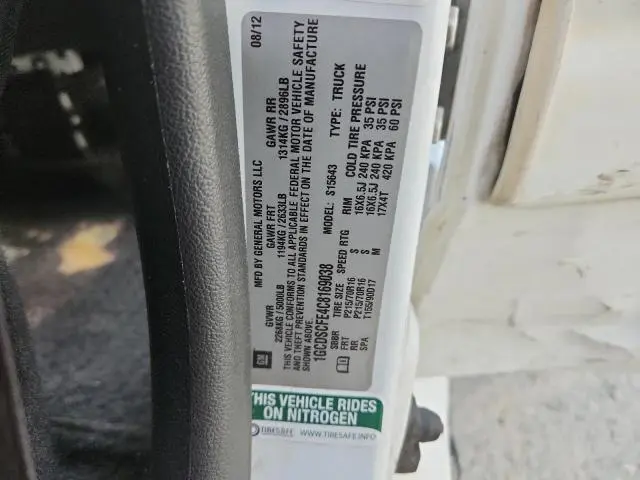 MFD BY GENERAL MOTORS LLC 08/12
GVWR GAWR FRT GAWR RR
2268KG / 5000LB 1194KG / 2633LB 1314KG / 2896LB
THIS VEHICLE CONFORMS TO ALL APPLICABLE FEDERAL MOTOR VEHICLE SAFETY
AND THEFT PREVENTION STANDARDS IN EFFECT ON THE DATE OF MANUFACTURE
SHOWN ABOVE.
1GCDSCFE4C8169038 MODEL: S15643 TYPE: TRUCK
SBBR TIRE SIZE SPEED RTG RIM COLD TIRE PRESSURE
FRT P215/70R16 S 16X6.5J 240 KPA 35 PSI
RR P215/70R16 S 16X6.5J 240 KPA 35 PSI
SPA T155/90D17 M 17X4T 420 KPA 60 PSI
GM
THIS VEHICLE RIDES
ON NITROGEN
TIRESAFE WWW.TIRESAFE.INFO